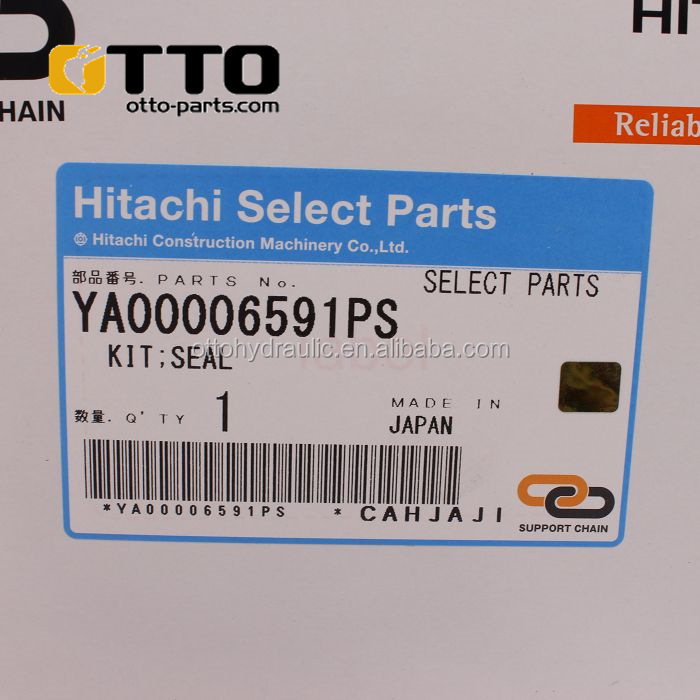 HI
OTTO
otto-parts.com
HAIN
Reliab
Hitachi Select Parts
Hitachi Construction Machinery Co.,Ltd.
部品番号. PARTS No.
SELECT PARTS
YA00006591PS
ottohydraulic.en.alibaba.com
KIT;SEAL
数量. Q'TY 1
MADE IN
JAPAN
*YA00006591PS * CAHJAJI
SUPPORT CHAIN